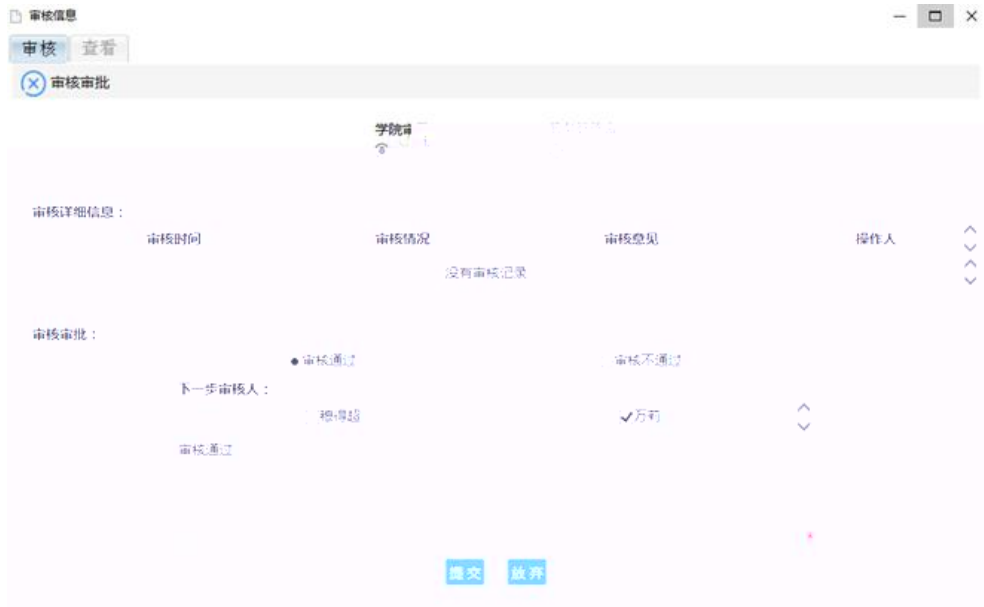 审核信息
审核 查看
审核审批
学院审
审核详细信息：
审核时间 审核情况 审核意见 操作人
没有审核记录
审核审批：
审核通过 审核不通过
下一步审核人：
穆得超 万莉
审核通过
提交 放弃